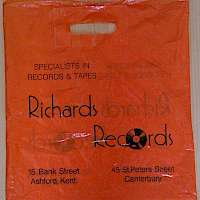 SPECIALISTS IN
RECORDS & TAPES
Richards
Records
15, Bank Street
Ashford, Kent.
45 St.Peters Street
Canterbury